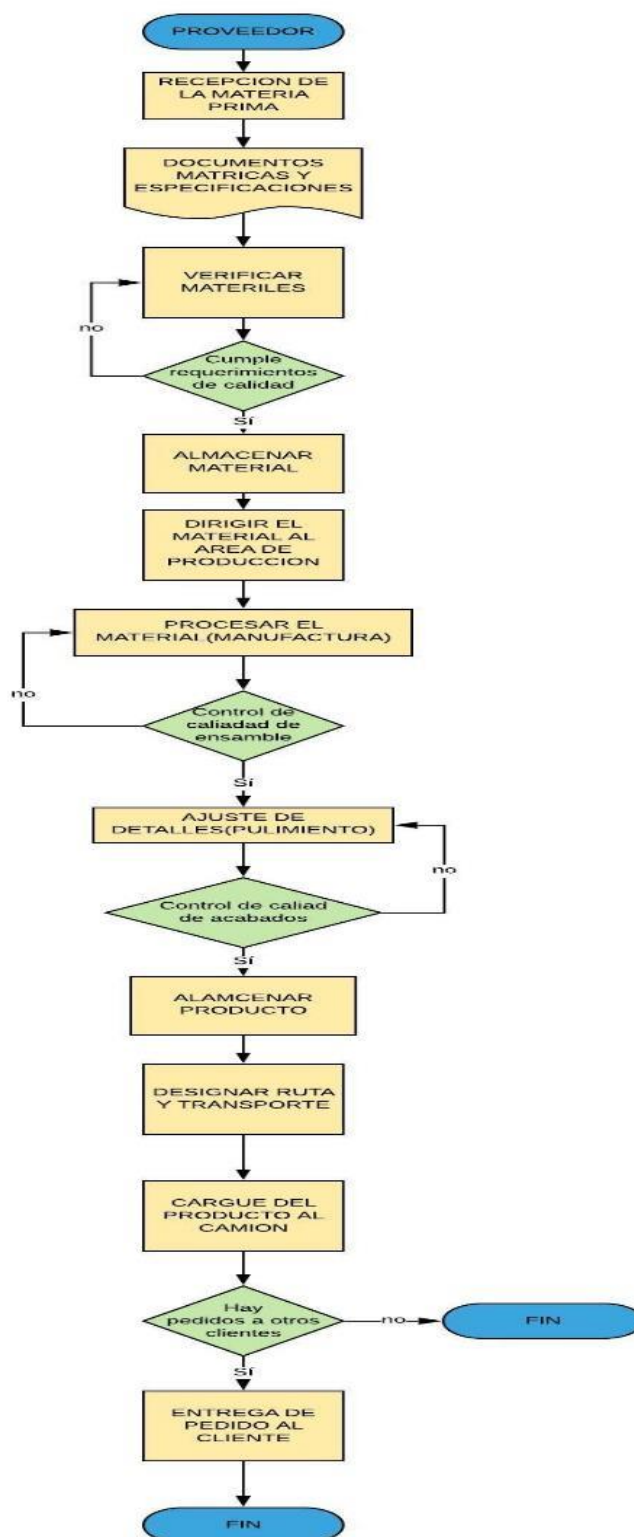 PROVEEDOR
RECEPCION DE
LA MATERIA
PRIMA
DOCUMENTOS
MATRICAS Y
ESPECIFICACIONES
VERIFICAR
MATERILES
no
Cumple
requerimientos
de calidad
Sí
ALMACENAR
MATERIAL
DIRIGIR EL
MATERIAL AL
AREA DE
PRODUCCION
PROCESAR EL
MATERIAL(MANUFACTURA)
no
Control de
caliadad de
ensamble
Sí
AJUSTE DE
DETALLES(PULIMIENTO)
no
Control de caliad
de acabados
Sí
ALAMCENAR
PRODUCTO
DESIGNAR RUTA
Y TRANSPORTE
CARGUE DEL
PRODUCTO AL
CAMION
Hay
pedidos a otros
clientes
no
FIN
Sí
ENTREGA DE
PEDIDO AL
CLIENTE
FIN